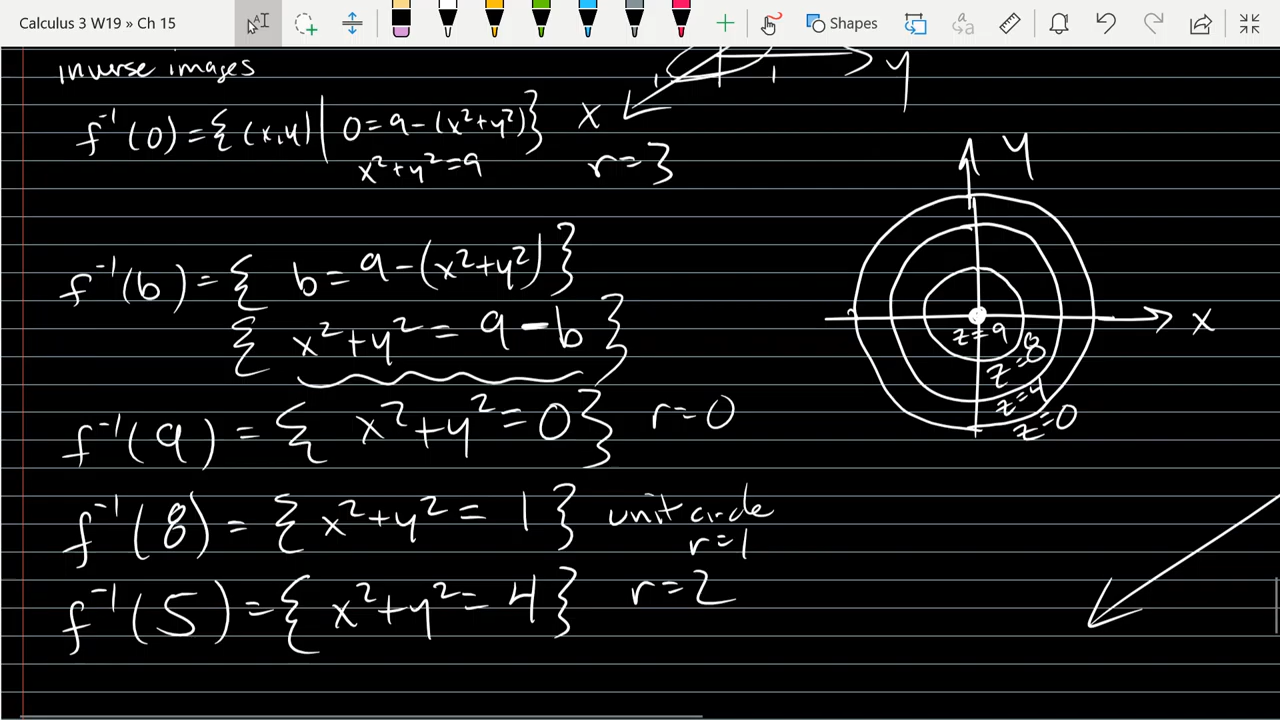 Calculus 3 W19 » Ch 15
Shapes
inverse images
f⁻¹(0) = { (x,y) | 0 = 9 - (x² + y²) }
x² + y² = 9
r = 3
f⁻¹(b) = { b = 9 - (x² + y²) }
{ x² + y² = 9 - b }
f⁻¹(9) = { x² + y² = 0 } r = 0
f⁻¹(8) = { x² + y² = 1 } unit circle
r = 1
f⁻¹(5) = { x² + y² = 4 } r = 2
1
1
y
x
y
x
z = 9
z = 8
z = 4
z = 0